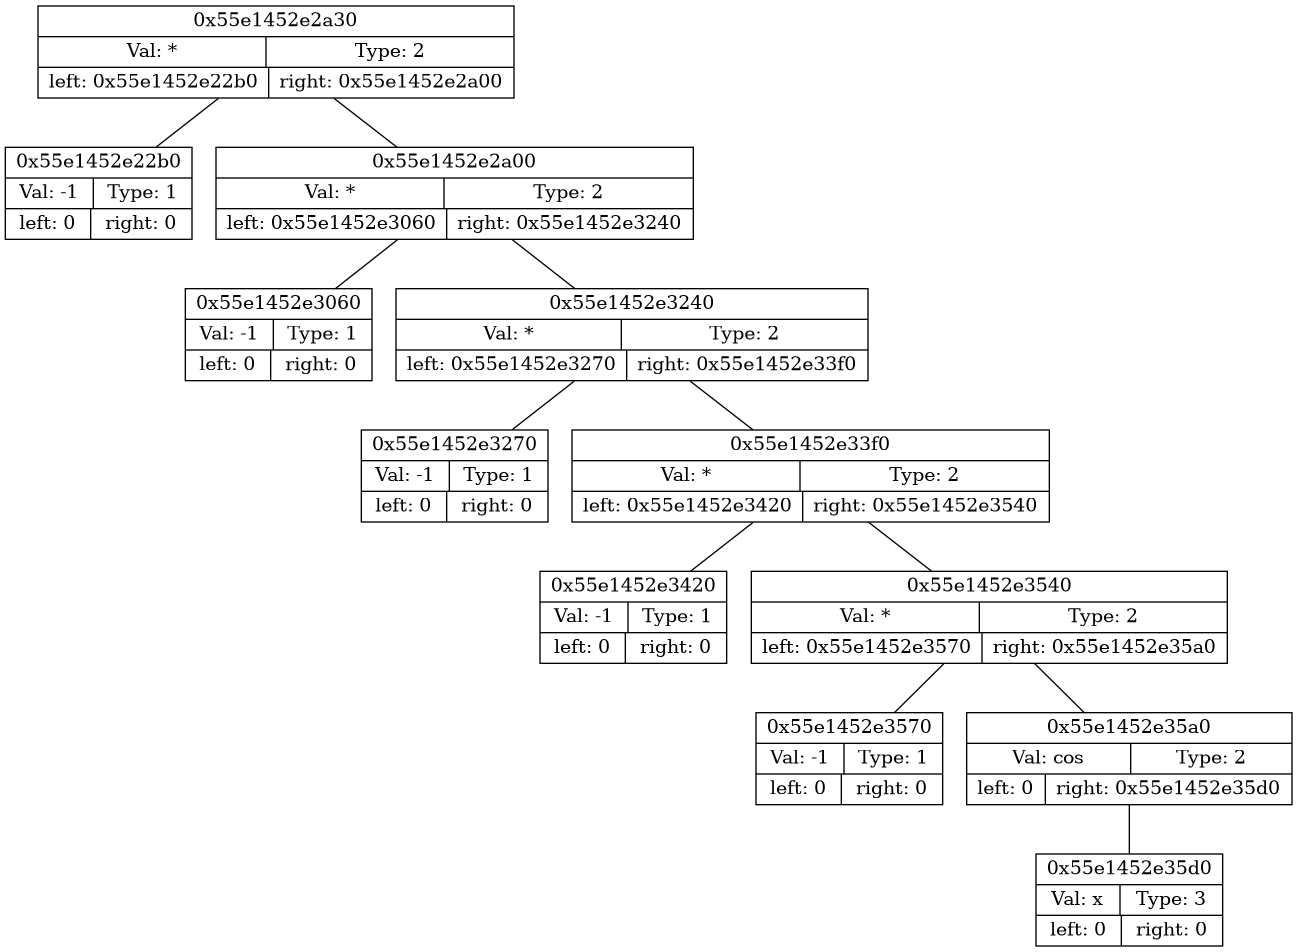 0x55e1452e2a30
Val: * Type: 2
left: 0x55e1452e22b0 right: 0x55e1452e2a00
0x55e1452e22b0
Val: -1 Type: 1
left: 0 right: 0
0x55e1452e2a00
Val: * Type: 2
left: 0x55e1452e3060 right: 0x55e1452e3240
0x55e1452e3060
Val: -1 Type: 1
left: 0 right: 0
0x55e1452e3240
Val: * Type: 2
left: 0x55e1452e3270 right: 0x55e1452e33f0
0x55e1452e3270
Val: -1 Type: 1
left: 0 right: 0
0x55e1452e33f0
Val: * Type: 2
left: 0x55e1452e3420 right: 0x55e1452e3540
0x55e1452e3420
Val: -1 Type: 1
left: 0 right: 0
0x55e1452e3540
Val: * Type: 2
left: 0x55e1452e3570 right: 0x55e1452e35a0
0x55e1452e3570
Val: -1 Type: 1
left: 0 right: 0
0x55e1452e35a0
Val: cos Type: 2
left: 0 right: 0x55e1452e35d0
0x55e1452e35d0
Val: x Type: 3
left: 0 right: 0